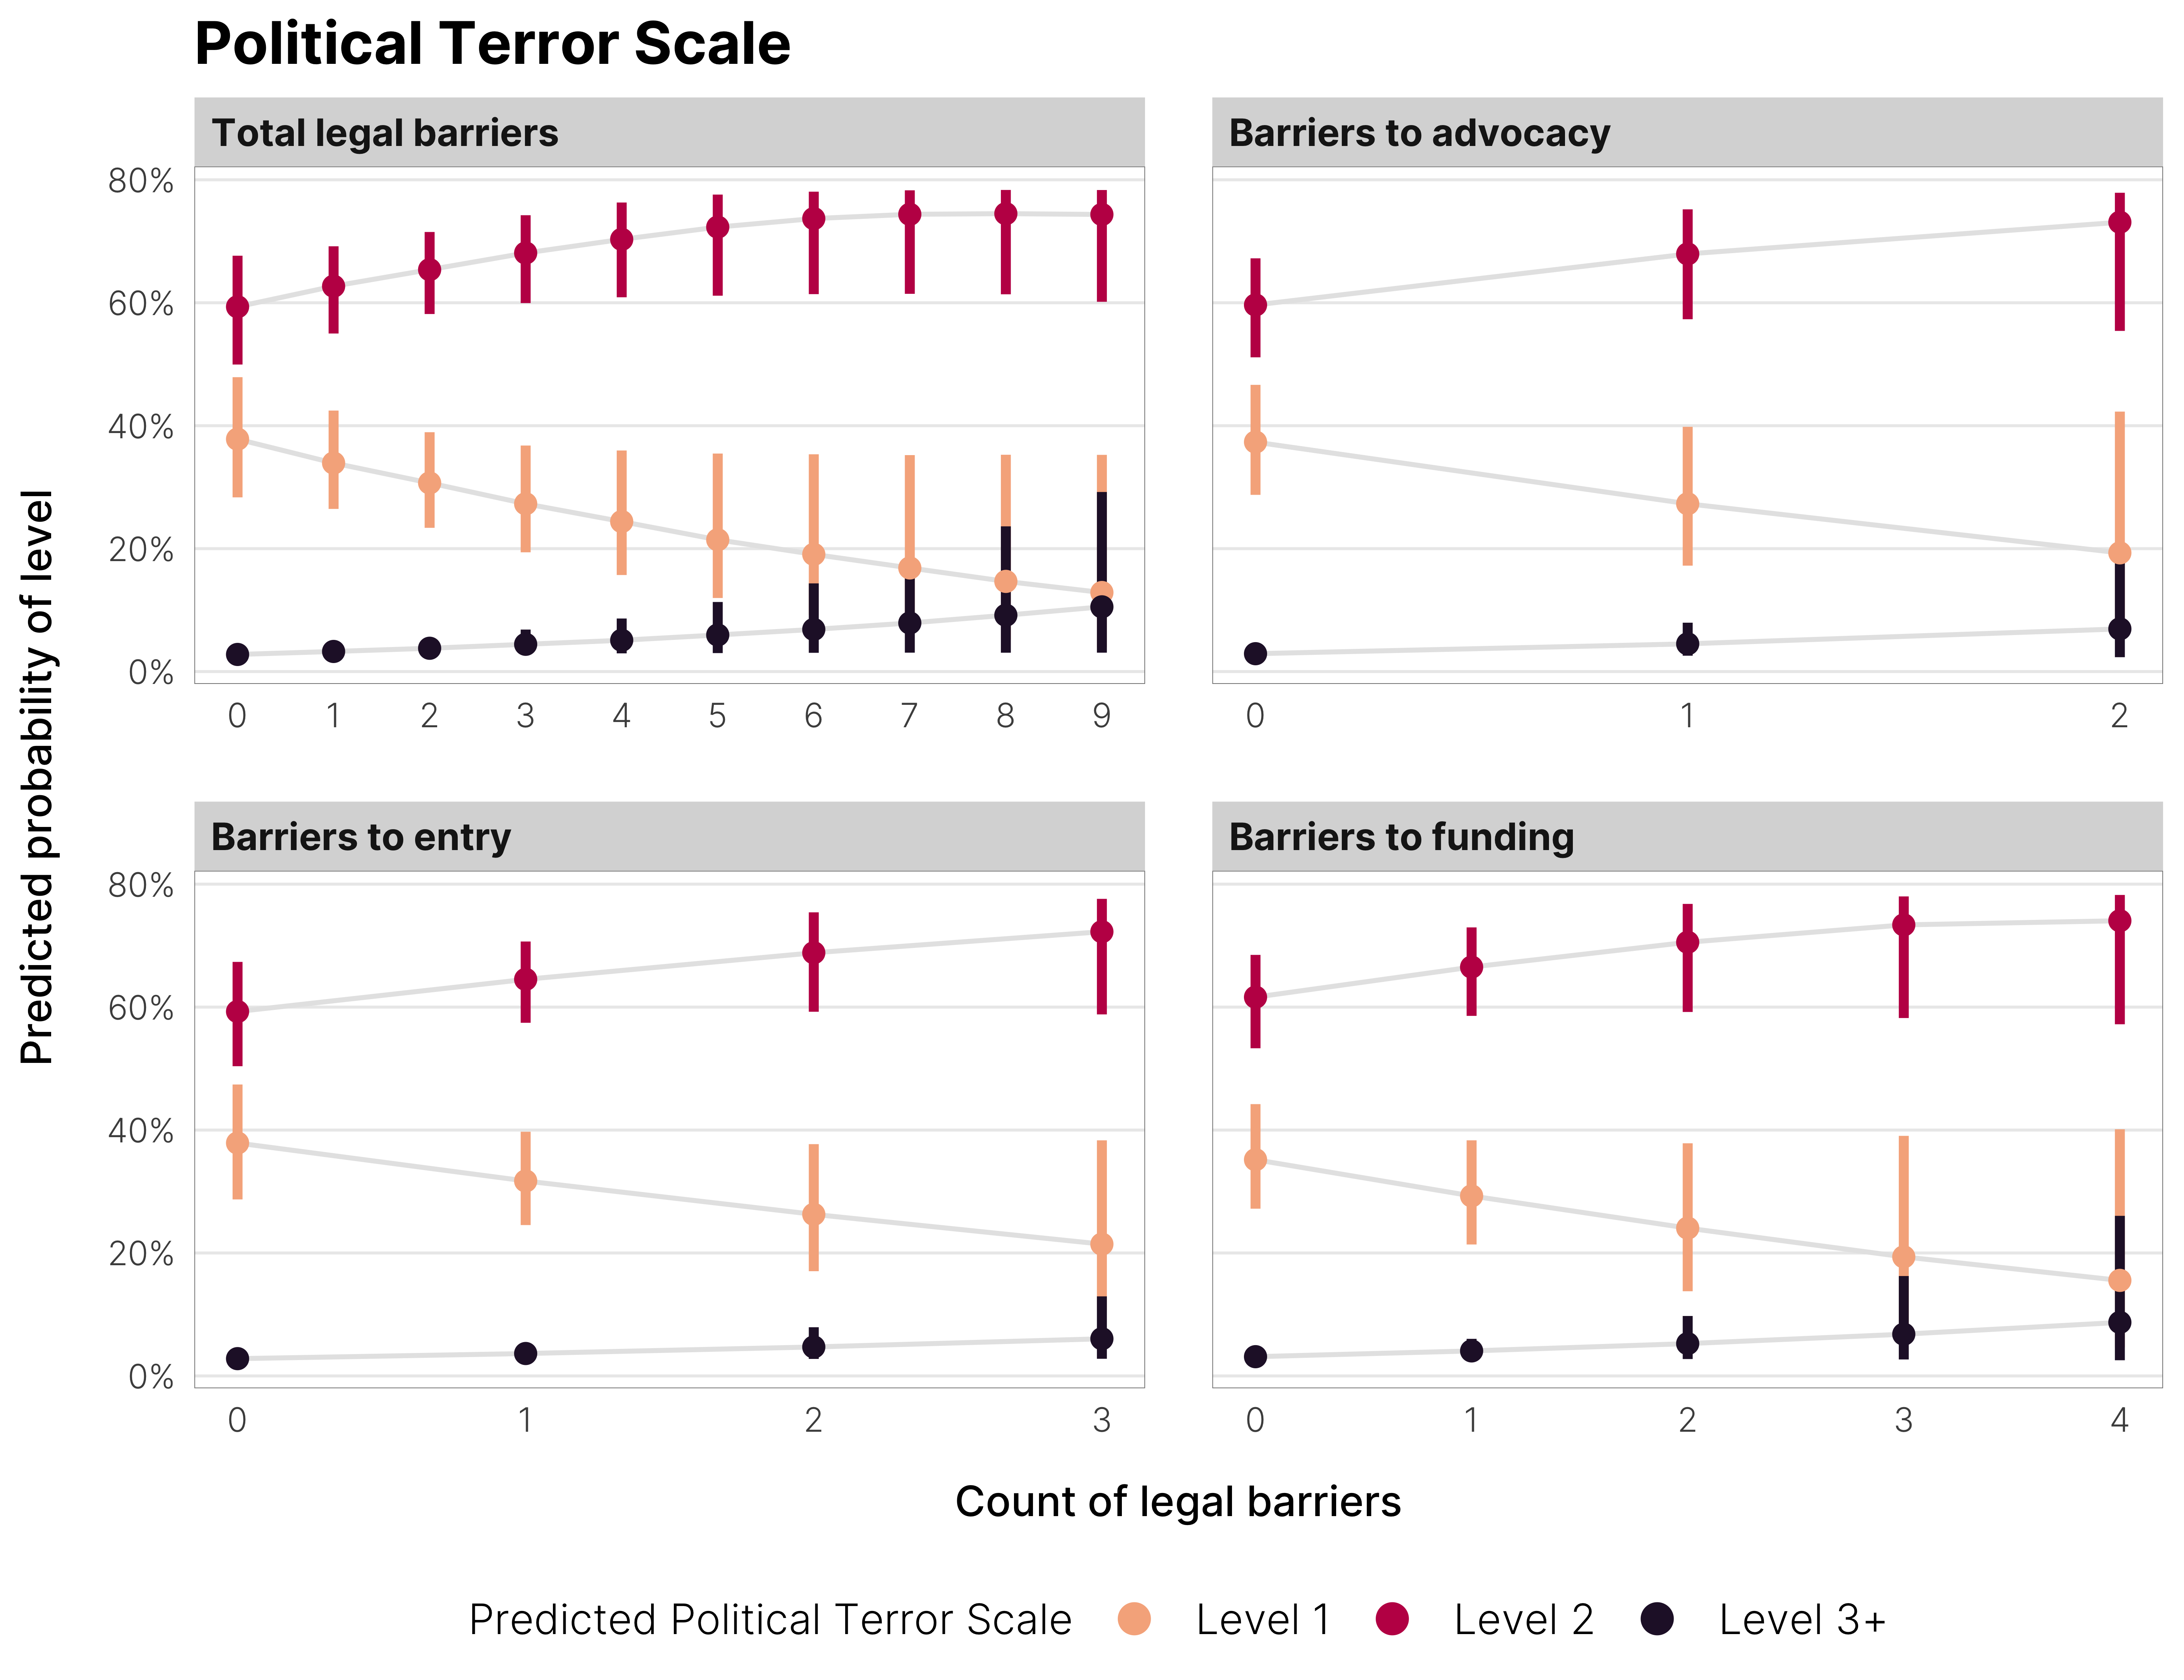 Political Terror Scale
Total legal barriers
Barriers to advocacy
80%
60%
40%
20%
0%
0 1 2 3 4 5 6 7 8 9
0 1 2
Barriers to entry
Barriers to funding
80%
60%
40%
20%
0%
0 1 2 3
0 1 2 3 4
Predicted probability of level
Count of legal barriers
Predicted Political Terror Scale Level 1 Level 2 Level 3+